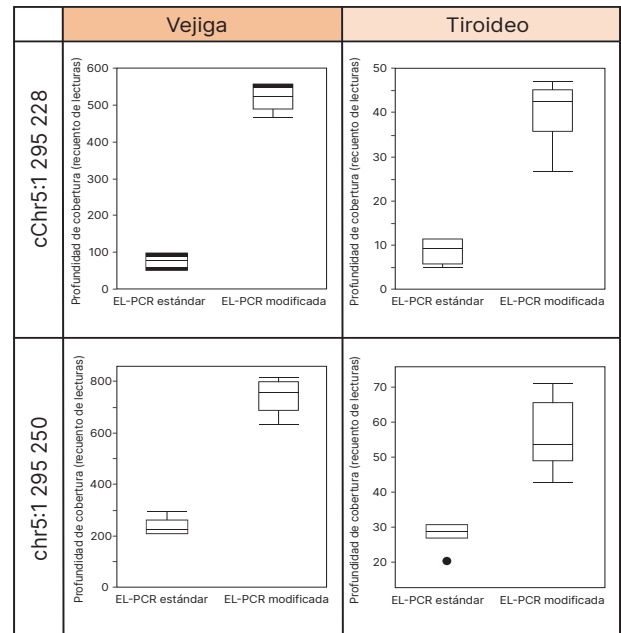 Vejiga
Tiroideo
cChr5:1 295 228
Profundidad de cobertura (recuento de lecturas)
600
500
400
300
200
100
0
EL-PCR estándar
EL-PCR modificada
Profundidad de cobertura (recuento de lecturas)
50
40
30
20
10
0
EL-PCR estándar
EL-PCR modificada
chr5:1 295 250
Profundidad de cobertura (recuento de lecturas)
800
600
400
200
0
EL-PCR estándar
EL-PCR modificada
Profundidad de cobertura (recuento de lecturas)
70
60
50
40
30
20
EL-PCR estándar
EL-PCR modificada